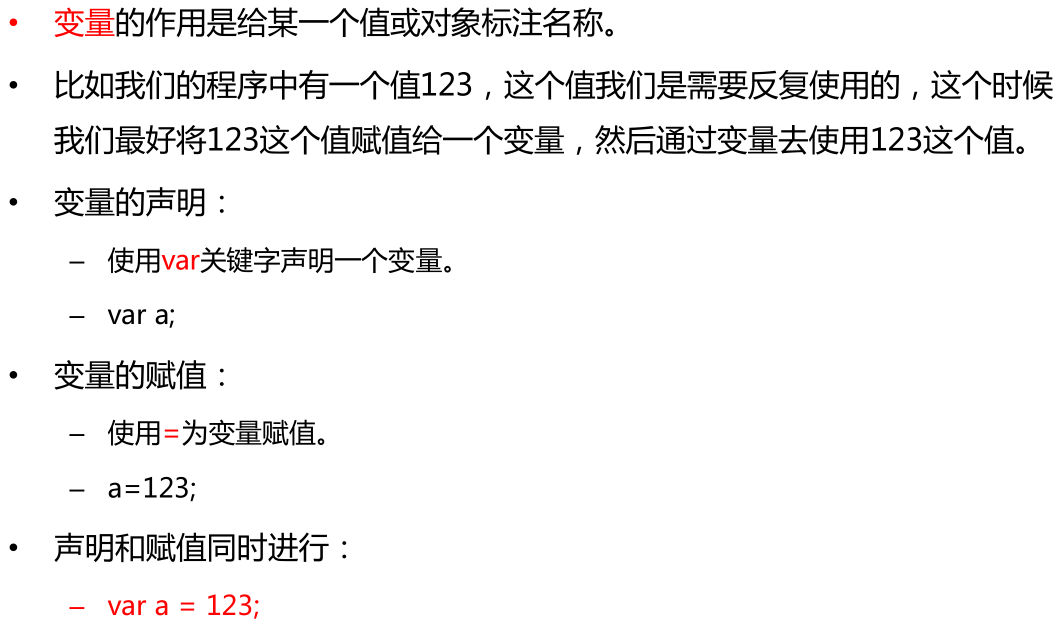 • 变量的作用是给某一个值或对象标注名称。
• 比如我们的程序中有一个值123，这个值我们是需要反复使用的，这个时候
我们最好将123这个值赋值给一个变量，然后通过变量去使用123这个值。
• 变量的声明：
– 使用var关键字声明一个变量。
– var a;
• 变量的赋值：
– 使用=为变量赋值。
– a=123;
• 声明和赋值同时进行：
– var a = 123;